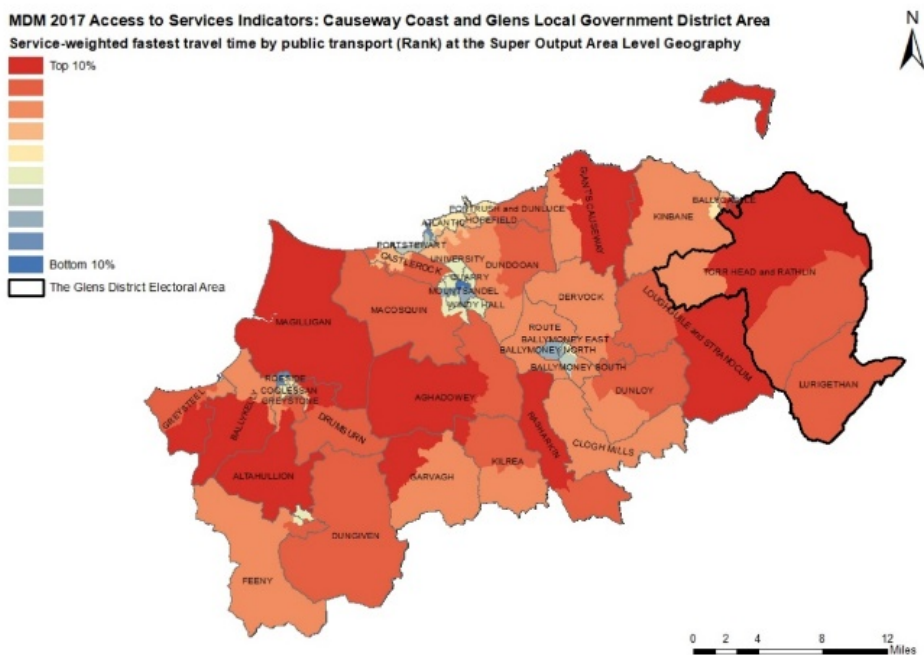 MDM 2017 Access to Services Indicators: Causeway Coast and Glens Local Government District Area
Service-weighted fastest travel time by public transport (Rank) at the Super Output Area Level Geography
N
Top 10%
Bottom 10%
The Glens District Electoral Area
BALLYCASTLE
GIANTS CAUSEWAY
KINBANE
PORTRUSH and DUNLUCE
ATLANTIC
HOPEFIELD
PORTSTEWART
UNIVERSITY
CASTLEROCK
DUNDOOAN
TORR HEAD and RATHLIN
QUARRY
MOUNTSANDEL
DERVOCK
WINDY HALL
MACOSQUIN
LOUGHGUILE and STRANOCUM
MAGILLIGAN
ROUTE
BALLYMONEY EAST
BALLYMONEY NORTH
BALLYMONEY SOUTH
ROESIDE
COOLESSAN
GREYSTONE
DUNLOY
LURIGETHAN
GREYSTEEL
BALLYKELLY
AGHADOWEY
RASHARKIN
DRUMSURN
CLOGH MILLS
KILREA
ALTAHULLION
GARVAGH
DUNGIVEN
FEENY
0 2 4 8 12
Miles